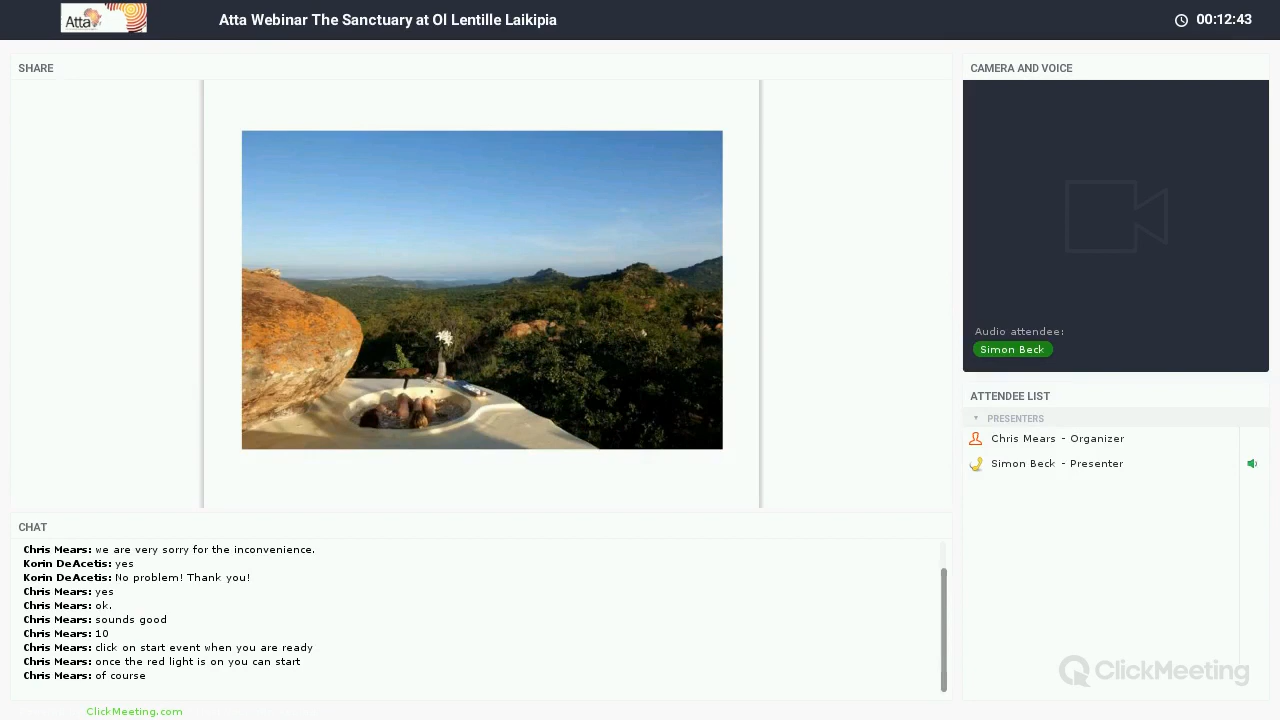 Atta
Atta Webinar The Sanctuary at Ol Lentille Laikipia
00:12:43
SHARE
CAMERA AND VOICE
Audio attendee:
Simon Beck
ATTENDEE LIST
PRESENTERS
Chris Mears - Organizer
Simon Beck - Presenter
CHAT
Chris Mears: we are very sorry for the inconvenience.
Korin DeAcetis: yes
Korin DeAcetis: No problem! Thank you!
Chris Mears: yes
Chris Mears: ok.
Chris Mears: sounds good
Chris Mears: 10
Chris Mears: click on start event when you are ready
Chris Mears: once the red light is on you can start
Chris Mears: of course
ClickMeeting
ClickMeeting.com